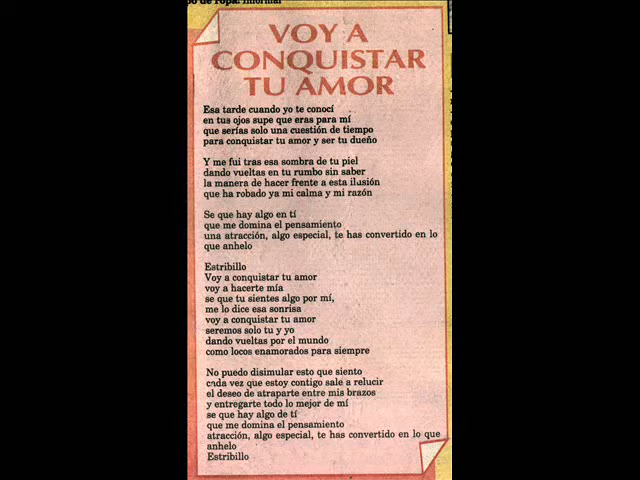 po de ropa: Informal
VOY A
CONQUISTAR
TU AMOR
Esa tarde cuando yo te conocí
en tus ojos supe que eras para mí
que serías solo una cuestión de tiempo
para conquistar tu amor y ser tu dueño
Y me fui tras esa sombra de tu piel
dando vueltas en tu rumbo sin saber
la manera de hacer frente a esta ilusión
que ha robado ya mi calma y mi razón
Se que hay algo en tí
que me domina el pensamiento
una atracción, algo especial, te has convertido en lo
que anhelo
Estribillo
Voy a conquistar tu amor
voy a hacerte mía
se que tu sientes algo por mí,
me lo dice esa sonrisa
voy a conquistar tu amor
seremos solo tu y yo
dando vueltas por el mundo
como locos enamorados para siempre
No puedo disimular esto que siento
cada vez que estoy contigo sale a relucir
el deseo de atraparte entre mis brazos
y entregarte todo lo mejor de mí
se que hay algo de tí
que me domina el pensamiento
atracción, algo especial, te has convertido en lo que
anhelo
Estribillo